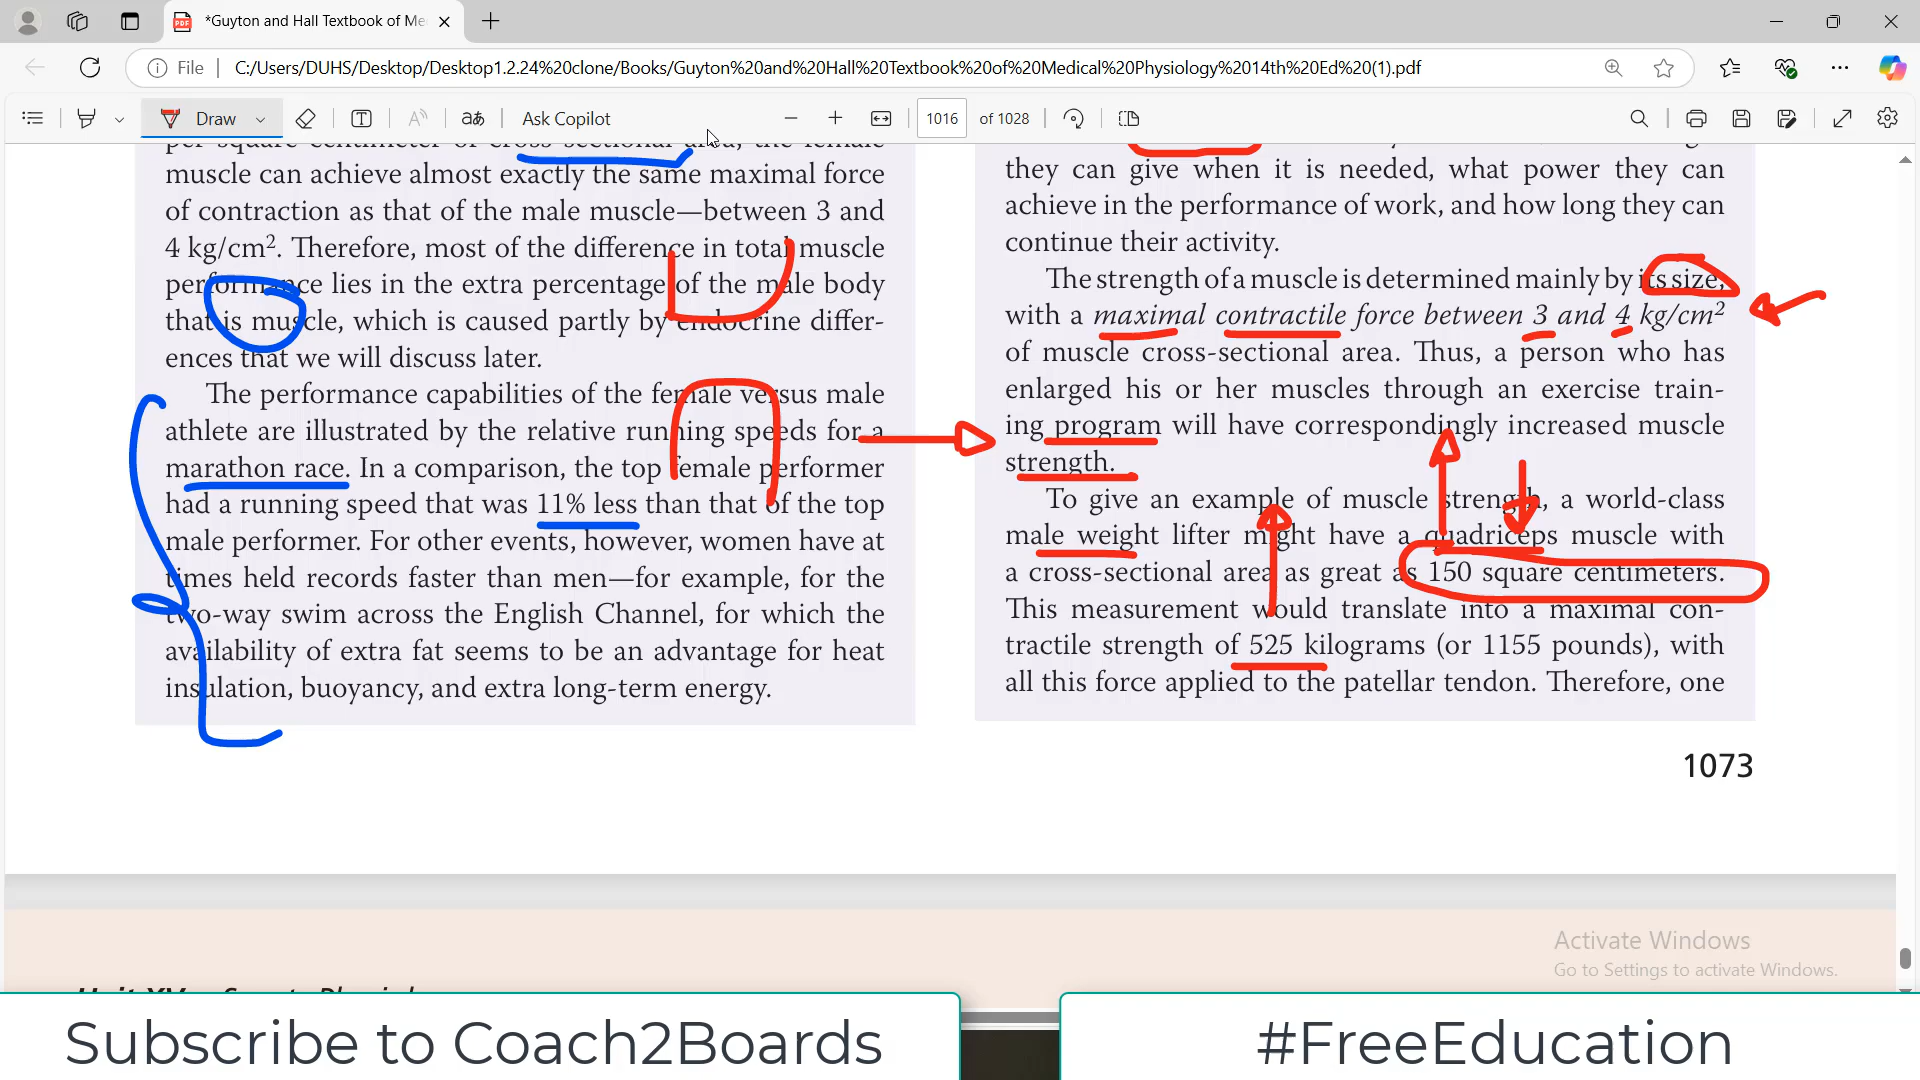 *Guyton and Hall Textbook of Me
File
C:/Users/DUHS/Desktop/Desktop1.2.24%20clone/Books/Guyton%20and%20Hall%20Textbook%20of%20Medical%20Physiology%2014th%20Ed%20(1).pdf
Draw
Ask Copilot
1016 of 1028
per square centimeter of cross-sectional area, the female
muscle can achieve almost exactly the same maximal force
of contraction as that of the male muscle—between 3 and
4 kg/cm². Therefore, most of the difference in total muscle
performance lies in the extra percentage of the male body
that is muscle, which is caused partly by endocrine differ-
ences that we will discuss later.
The performance capabilities of the female versus male
athlete are illustrated by the relative running speeds for a
marathon race. In a comparison, the top female performer
had a running speed that was 11% less than that of the top
male performer. For other events, however, women have at
times held records faster than men—for example, for the
two-way swim across the English Channel, for which the
availability of extra fat seems to be an advantage for heat
insulation, buoyancy, and extra long-term energy.
they can give when it is needed, what power they can
achieve in the performance of work, and how long they can
continue their activity.
The strength of a muscle is determined mainly by its size,
with a maximal contractile force between 3 and 4 kg/cm²
of muscle cross-sectional area. Thus, a person who has
enlarged his or her muscles through an exercise train-
ing program will have correspondingly increased muscle
strength.
To give an example of muscle strength, a world-class
male weight lifter might have a quadriceps muscle with
a cross-sectional area as great as 150 square centimeters.
This measurement would translate into a maximal con-
tractile strength of 525 kilograms (or 1155 pounds), with
all this force applied to the patellar tendon. Therefore, one
1073
Activate Windows
Go to Settings to activate Windows.
Subscribe to Coach2Boards
#FreeEducation